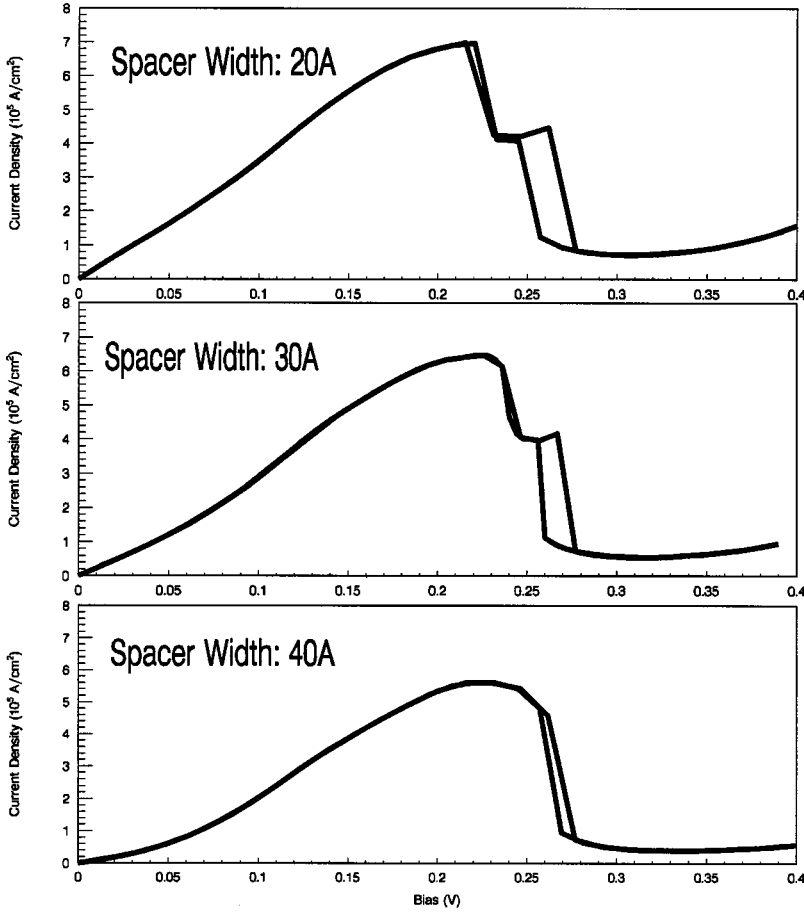 Spacer Width: 20A
Current Density (10⁵ A/cm²)
8
7
6
5
4
3
2
1
0
0 0.05 0.1 0.15 0.2 0.25 0.3 0.35 0.4
Spacer Width: 30A
Current Density (10⁵ A/cm²)
8
7
6
5
4
3
2
1
0
0 0.05 0.1 0.15 0.2 0.25 0.3 0.35 0.4
Spacer Width: 40A
Current Density (10⁵ A/cm²)
8
7
6
5
4
3
2
1
0
0 0.05 0.1 0.15 0.2 0.25 0.3 0.35 0.4
Bias (V)